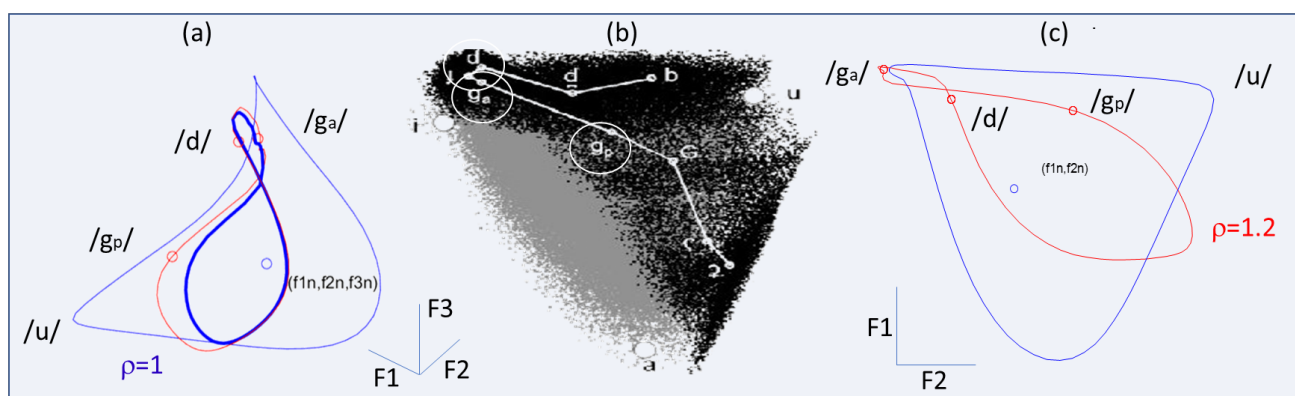 (a)
(b)
(c)
/d/
/ga/
/gp/
/u/
ρ=1
(f1n,f2n,f3n)
F3
F1
F2
d
ga
i
d
b
u
gp
G
a
/ga/
/d/
/gp/
/u/
(f1n,f2n)
ρ=1.2
F1
F2